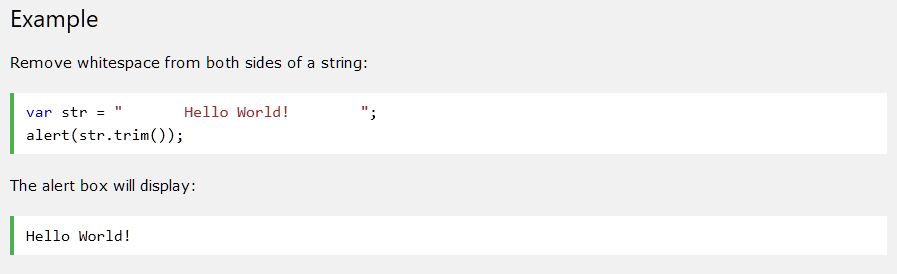 Example
Remove whitespace from both sides of a string:
var str = "       Hello World!        ";
alert(str.trim());
The alert box will display:
Hello World!